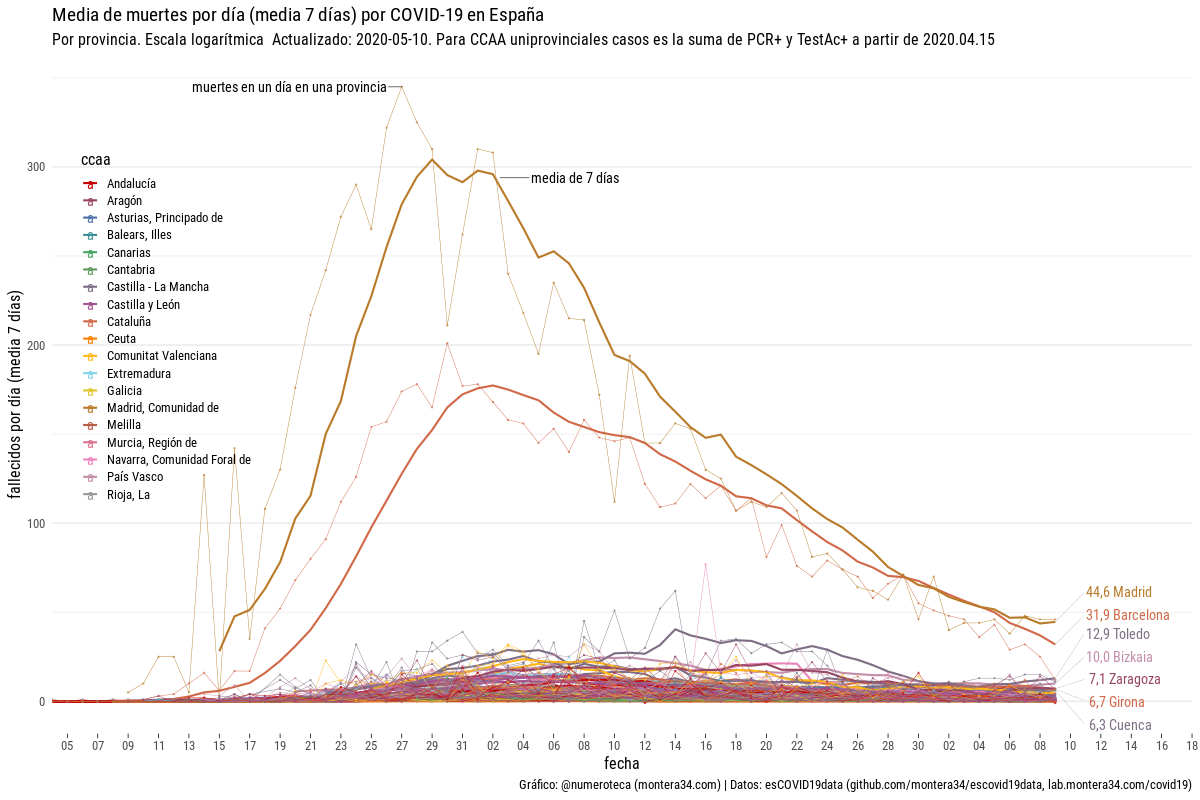 Media de muertes por día (media 7 días) por COVID-19 en España
Por provincia. Escala logarítmica  Actualizado: 2020-05-10. Para CCAA uniprovinciales casos es la suma de PCR+ y TestAc+ a partir de 2020.04.15
muertes en un día en una provincia
media de 7 días
ccaa
Andalucía
Aragón
Asturias, Principado de
Balears, Illes
Canarias
Cantabria
Castilla - La Mancha
Castilla y León
Cataluña
Ceuta
Comunitat Valenciana
Extremadura
Galicia
Madrid, Comunidad de
Melilla
Murcia, Región de
Navarra, Comunidad Foral de
País Vasco
Rioja, La
fallecidos por día (media 7 días)
300
200
100
0
44,6 Madrid
31,9 Barcelona
12,9 Toledo
10,0 Bizkaia
7,1 Zaragoza
6,7 Girona
6,3 Cuenca
05 07 09 11 13 15 17 19 21 23 25 27 29 31 02 04 06 08 10 12 14 16 18 20 22 24 26 28 30 02 04 06 08 10 12 14 16 18
fecha
Gráfico: @numeroteca (montera34.com) | Datos: esCOVID19data (github.com/montera34/escovid19data, lab.montera34.com/covid19)